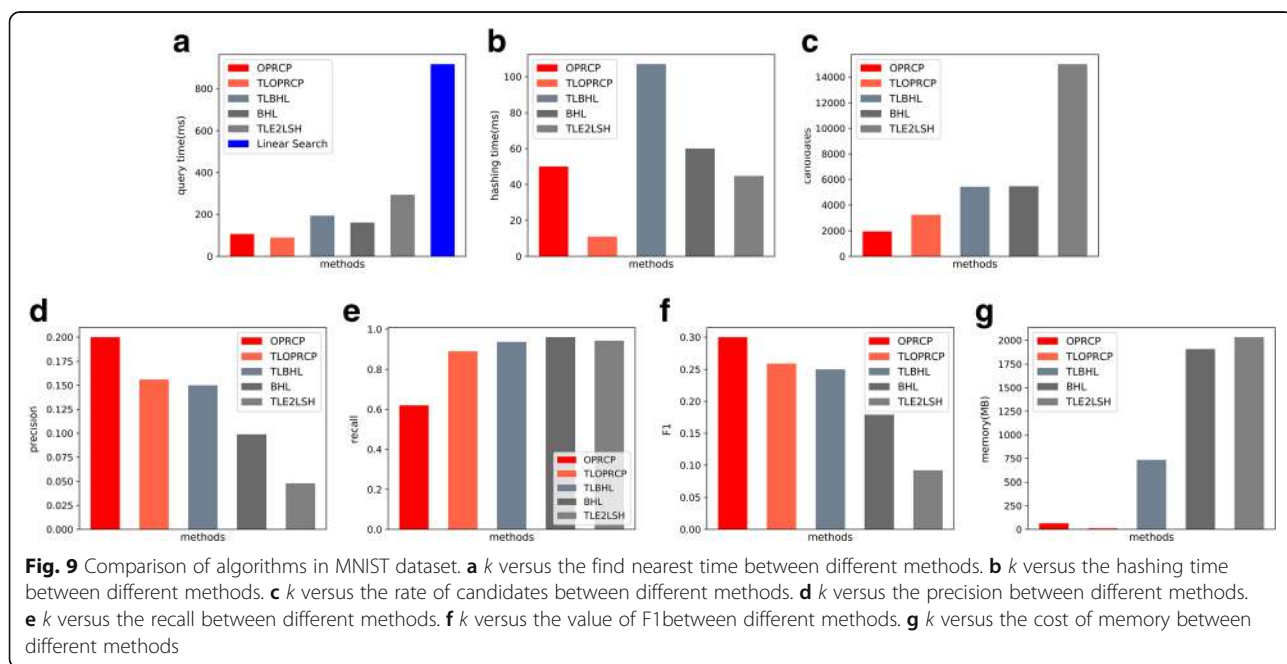 a
query time(ms)
800
600
400
200
0
OPRCP
TLOPRCP
TLBHL
BHL
TLE2LSH
Linear Search
methods
b
hashing time(ms)
100
80
60
40
20
0
OPRCP
TLOPRCP
TLBHL
BHL
TLE2LSH
methods
c
candidates
14000
12000
10000
8000
6000
4000
2000
0
OPRCP
TLOPRCP
TLBHL
BHL
TLE2LSH
methods
d
precision
0.200
0.175
0.150
0.125
0.100
0.075
0.050
0.025
0.000
OPRCP
TLOPRCP
TLBHL
BHL
TLE2LSH
methods
e
recall
1.0
0.8
0.6
0.4
0.2
0.0
OPRCP
TLOPRCP
TLBHL
BHL
TLE2LSH
methods
f
F1
0.30
0.25
0.20
0.15
0.10
0.05
0.00
OPRCP
TLOPRCP
TLBHL
BHL
TLE2LSH
methods
g
memory(MB)
2000
1750
1500
1250
1000
750
500
250
0
OPRCP
TLOPRCP
TLBHL
BHL
TLE2LSH
methods
Fig. 9 Comparison of algorithms in MNIST dataset. a k versus the find nearest time between different methods. b k versus the hashing time
between different methods. c k versus the rate of candidates between different methods. d k versus the precision between different methods.
e k versus the recall between different methods. f k versus the value of F1between different methods. g k versus the cost of memory between
different methods